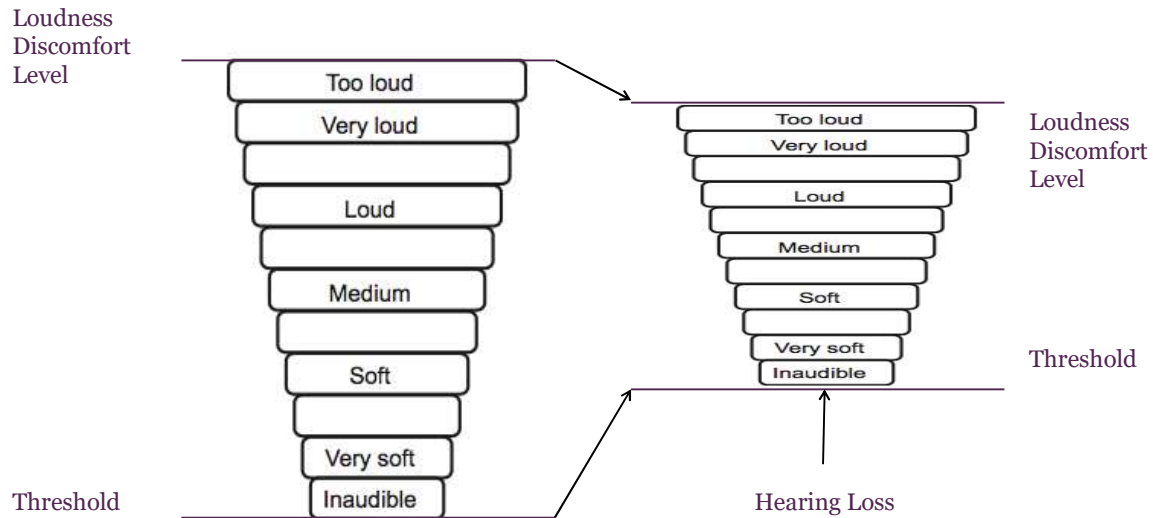 Loudness
Discomfort
Level
Too loud
Very loud
Loud
Medium
Soft
Very soft
Inaudible
Threshold
Too loud
Very loud
Loud
Medium
Soft
Very soft
Inaudible
Loudness
Discomfort
Level
Threshold
Hearing Loss